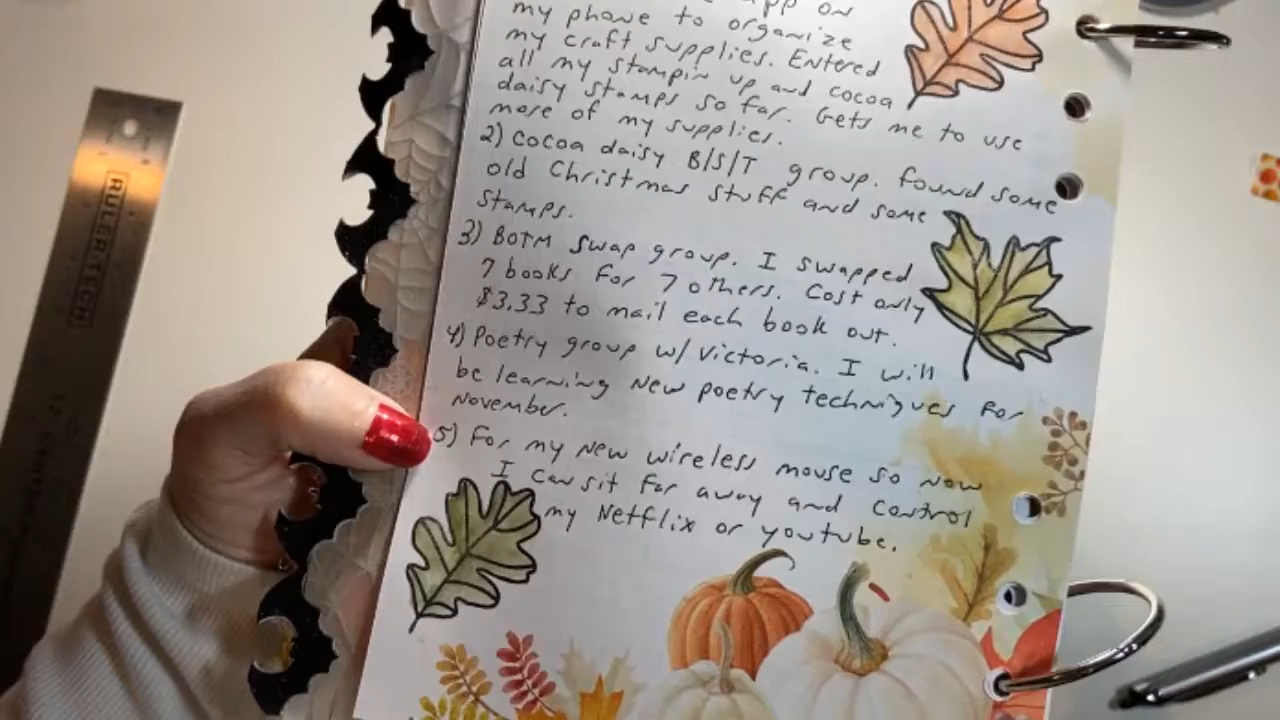 app on
my phone to organize
my craft supplies. Entered
all my stampin up and cocoa
daisy stamps so far. Gets me to use
more of my supplies.
2) Cocoa daisy B/S/T group. found some
old Christmas stuff and some
stamps.
3) BOTM swap group. I swapped
7 books for 7 others. Cost only
$3.33 to mail each book out.
4) Poetry group w/ Victoria. I will
be learning new poetry techniques for
November.
5) For my new wireless mouse so now
I can sit far away and control
my Netflix or youtube.
RULERTECH